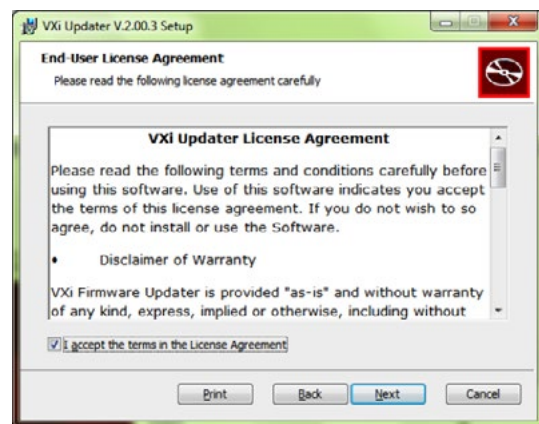 VXi Updater V.2.00.3 Setup
End-User License Agreement
Please read the following license agreement carefully
VXi Updater License Agreement
Please read the following terms and conditions carefully before
using this software. Use of this software indicates you accept
the terms of this license agreement. If you do not wish to so
agree, do not install or use the Software.
• Disclaimer of Warranty
VXi Firmware Updater is provided "as-is" and without warranty
of any kind, express, implied or otherwise, including without
I accept the terms in the License Agreement
Print Back Next Cancel